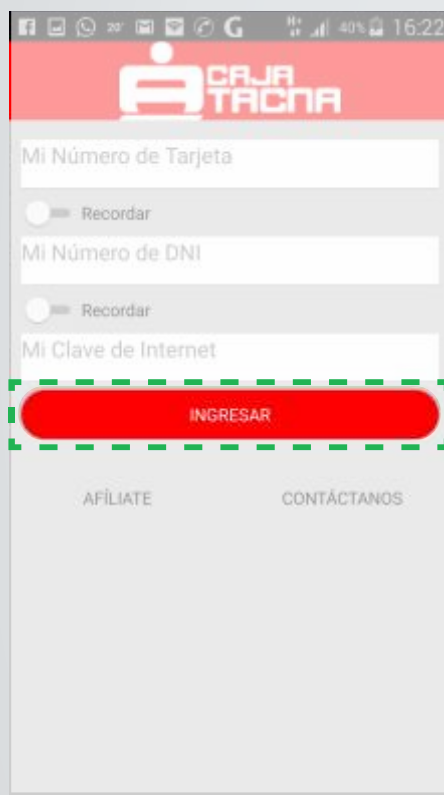 20° 40% 16:22
CAJA
TACNA
Mi Número de Tarjeta
Recordar
Mi Número de DNI
Recordar
Mi Clave de Internet
INGRESAR
AFÍLIATE CONTÁCTANOS